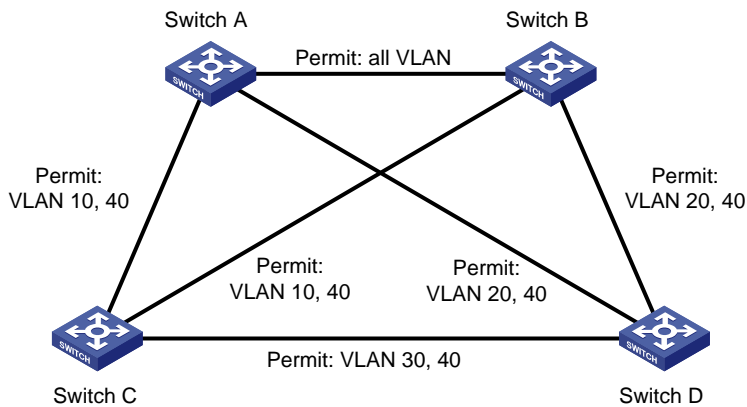 Switch A
Switch B
Permit: all VLAN
SWITCH
SWITCH
Permit:
VLAN 10, 40
Permit:
VLAN 20, 40
Permit:
VLAN 10, 40
Permit:
VLAN 20, 40
SWITCH
SWITCH
Permit: VLAN 30, 40
Switch C
Switch D